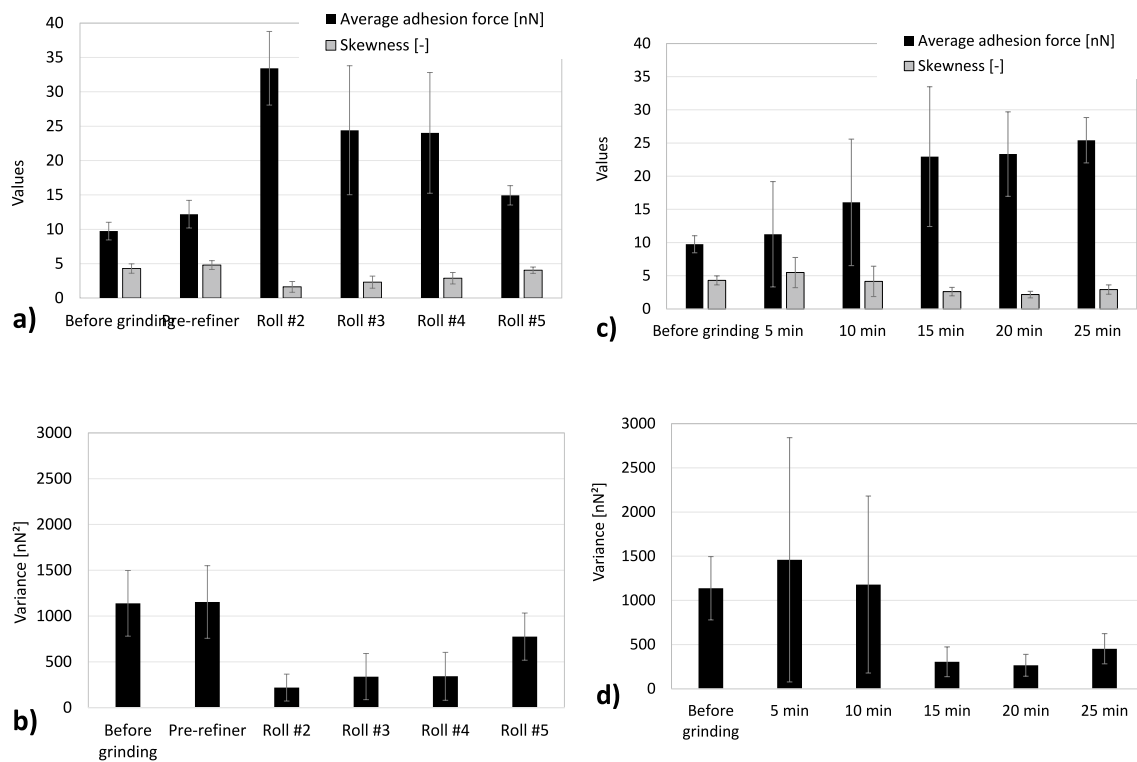 Average adhesion force [nN]
Skewness [-]
40
35
30
25
20
15
10
5
0
Values
Before grinding Pre-refiner Roll #2 Roll #3 Roll #4 Roll #5
a)
Average adhesion force [nN]
Skewness [-]
40
35
30
25
20
15
10
5
0
Values
Before grinding 5 min 10 min 15 min 20 min 25 min
c)
3000
2500
2000
1500
1000
500
0
Variance [nN²]
Before grinding Pre-refiner Roll #2 Roll #3 Roll #4 Roll #5
b)
3000
2500
2000
1500
1000
500
0
Variance [nN²]
Before grinding 5 min 10 min 15 min 20 min 25 min
d)